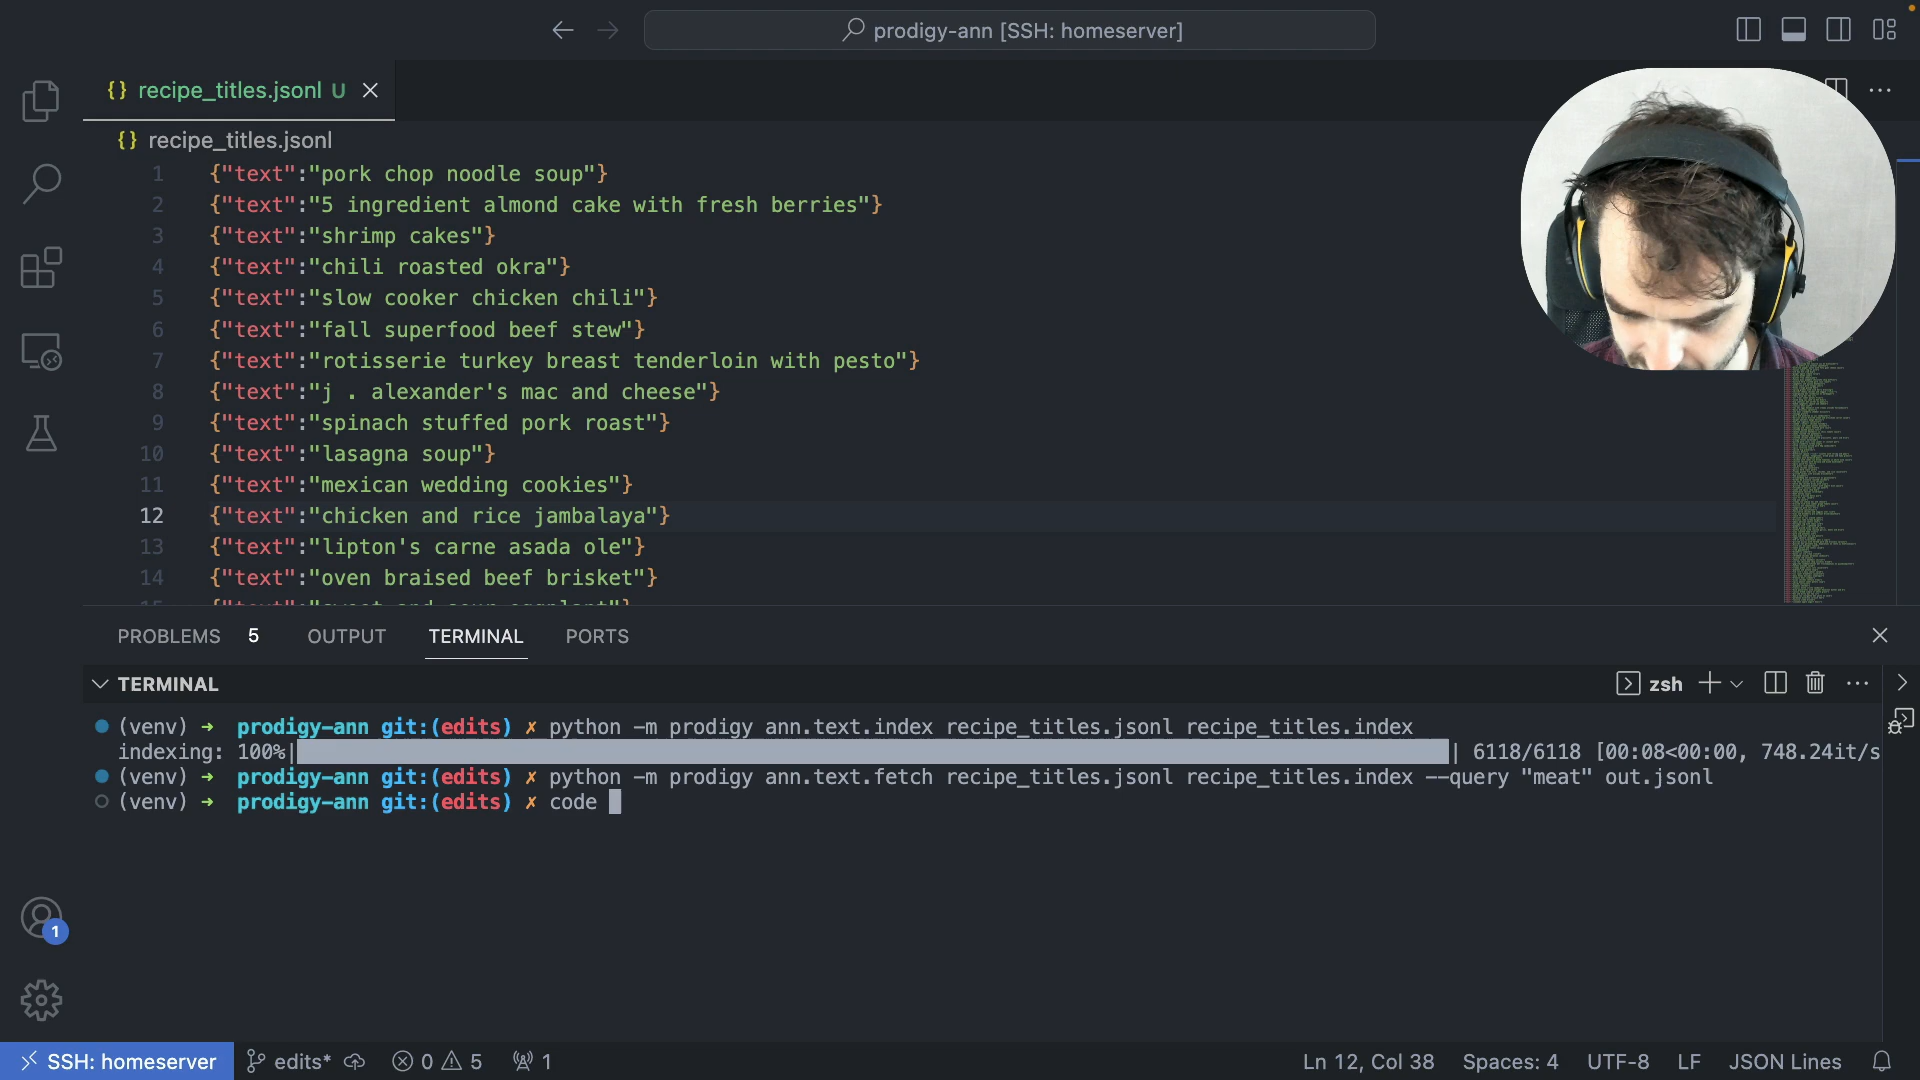 prodigy-ann [SSH: homeserver]
{} recipe_titles.jsonl U
{} recipe_titles.jsonl
1 {"text":"pork chop noodle soup"}
2 {"text":"5 ingredient almond cake with fresh berries"}
3 {"text":"shrimp cakes"}
4 {"text":"chili roasted okra"}
5 {"text":"slow cooker chicken chili"}
6 {"text":"fall superfood beef stew"}
7 {"text":"rotisserie turkey breast tenderloin with pesto"}
8 {"text":"j . alexander's mac and cheese"}
9 {"text":"spinach stuffed pork roast"}
10 {"text":"lasagna soup"}
11 {"text":"mexican wedding cookies"}
12 {"text":"chicken and rice jambalaya"}
13 {"text":"lipton's carne asada ole"}
14 {"text":"oven braised beef brisket"}
PROBLEMS 5 OUTPUT TERMINAL PORTS
TERMINAL zsh
(venv) ➜ prodigy-ann git:(edits) ✗ python -m prodigy ann.text.index recipe_titles.jsonl recipe_titles.index
indexing: 100%| | 6118/6118 [00:08<00:00, 748.24it/s
(venv) ➜ prodigy-ann git:(edits) ✗ python -m prodigy ann.text.fetch recipe_titles.jsonl recipe_titles.index --query "meat" out.jsonl
(venv) ➜ prodigy-ann git:(edits) ✗ code
1
SSH: homeserver edits* 0 5 1 Ln 12, Col 38 Spaces: 4 UTF-8 LF JSON Lines